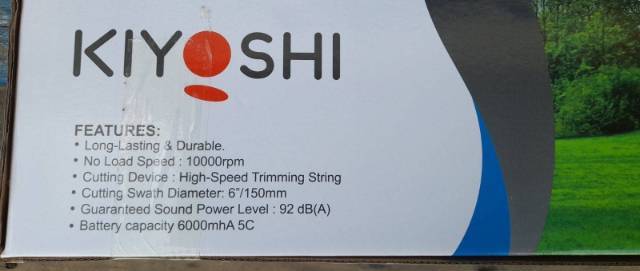 KIYOSHI
FEATURES:
• Long-Lasting & Durable.
• No Load Speed : 10000rpm
• Cutting Device : High-Speed Trimming String
• Cutting Swath Diameter: 6"/150mm
• Guaranteed Sound Power Level : 92 dB(A)
• Battery capacity 6000mhA 5C